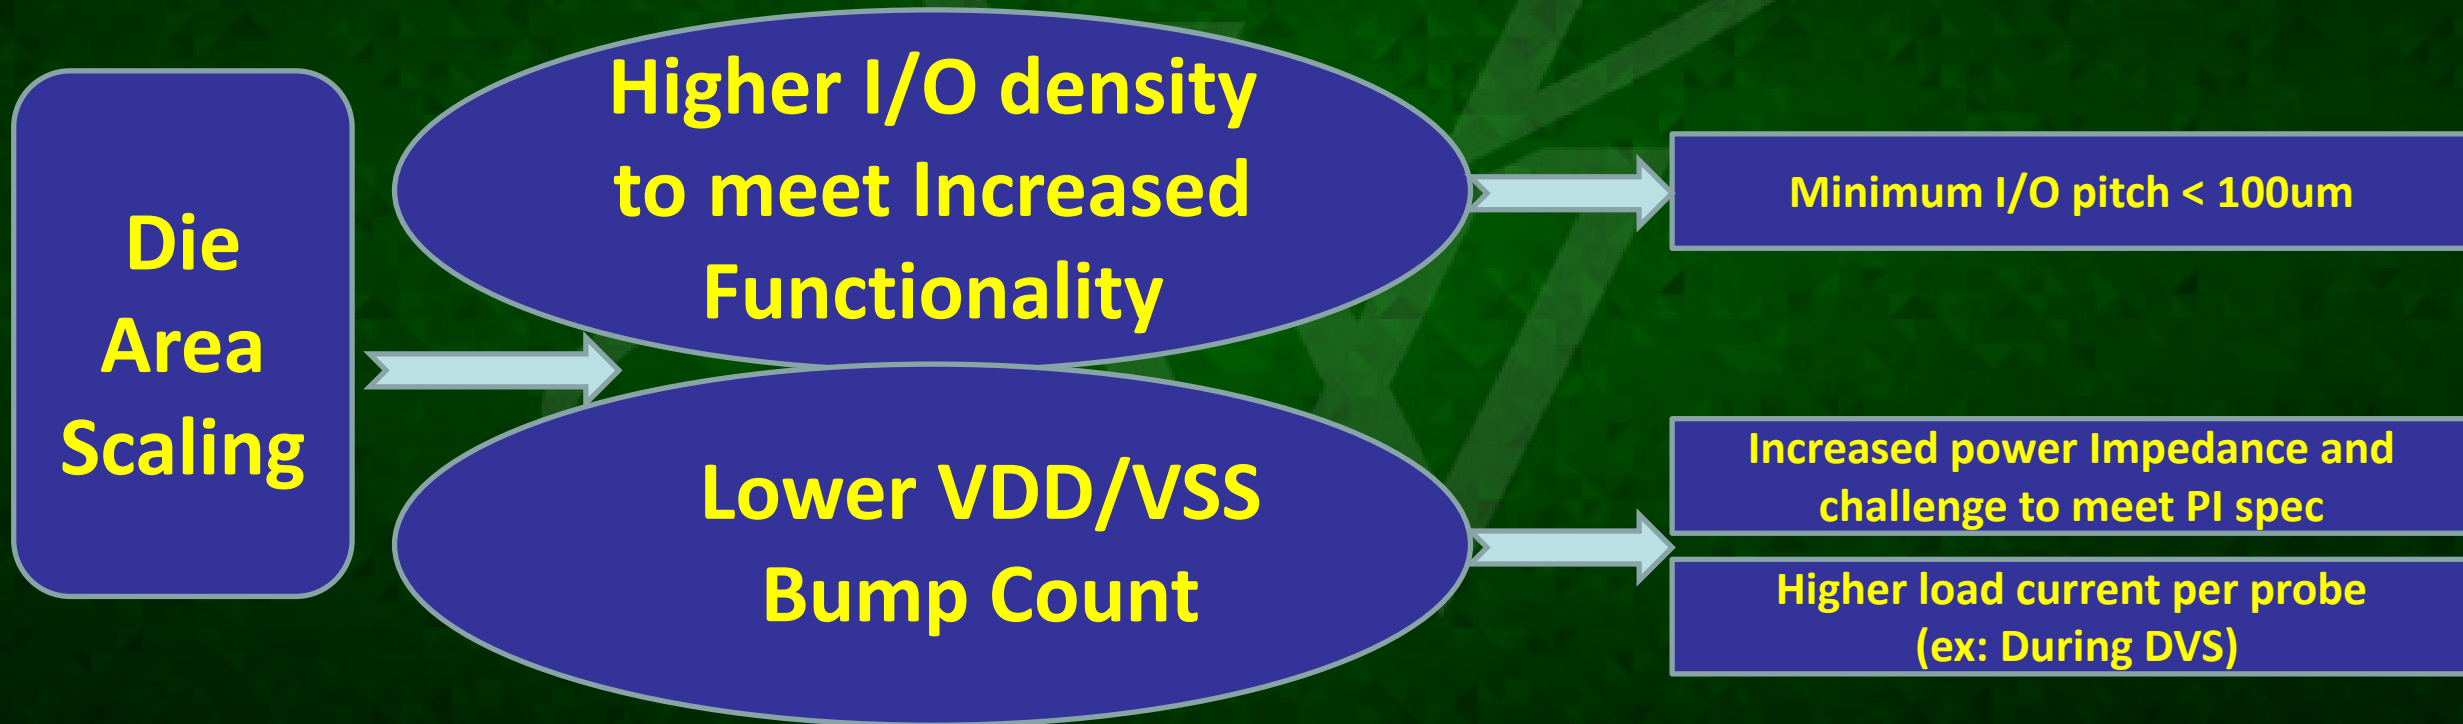 Die
Area
Scaling
Higher I/O density
to meet Increased
Functionality
Lower VDD/VSS
Bump Count
Minimum I/O pitch < 100um
Increased power Impedance and
challenge to meet PI spec
Higher load current per probe
(ex: During DVS)